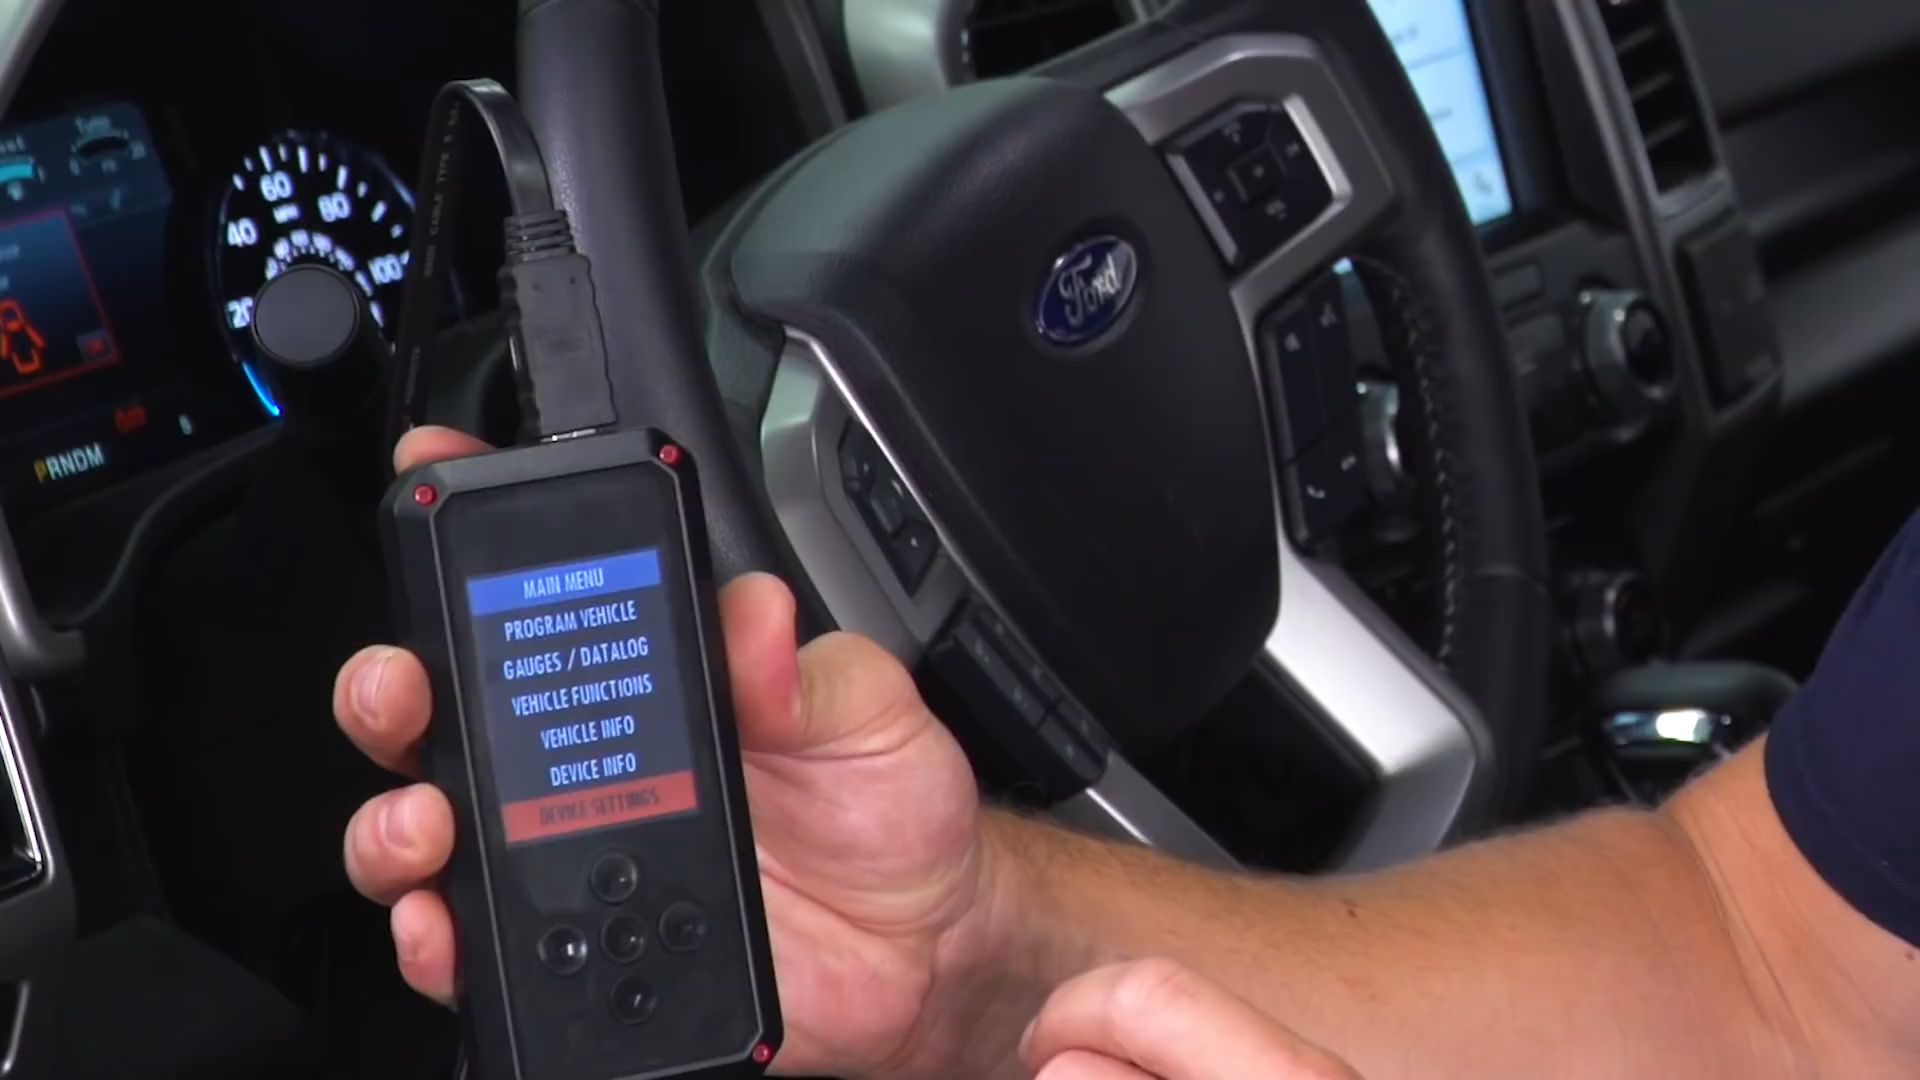 60
80
40
100
20
PRNDM
Ford
MAIN MENU
PROGRAM VEHICLE
GAUGES / DATALOG
VEHICLE FUNCTIONS
VEHICLE INFO
DEVICE INFO
DEVICE SETTINGS